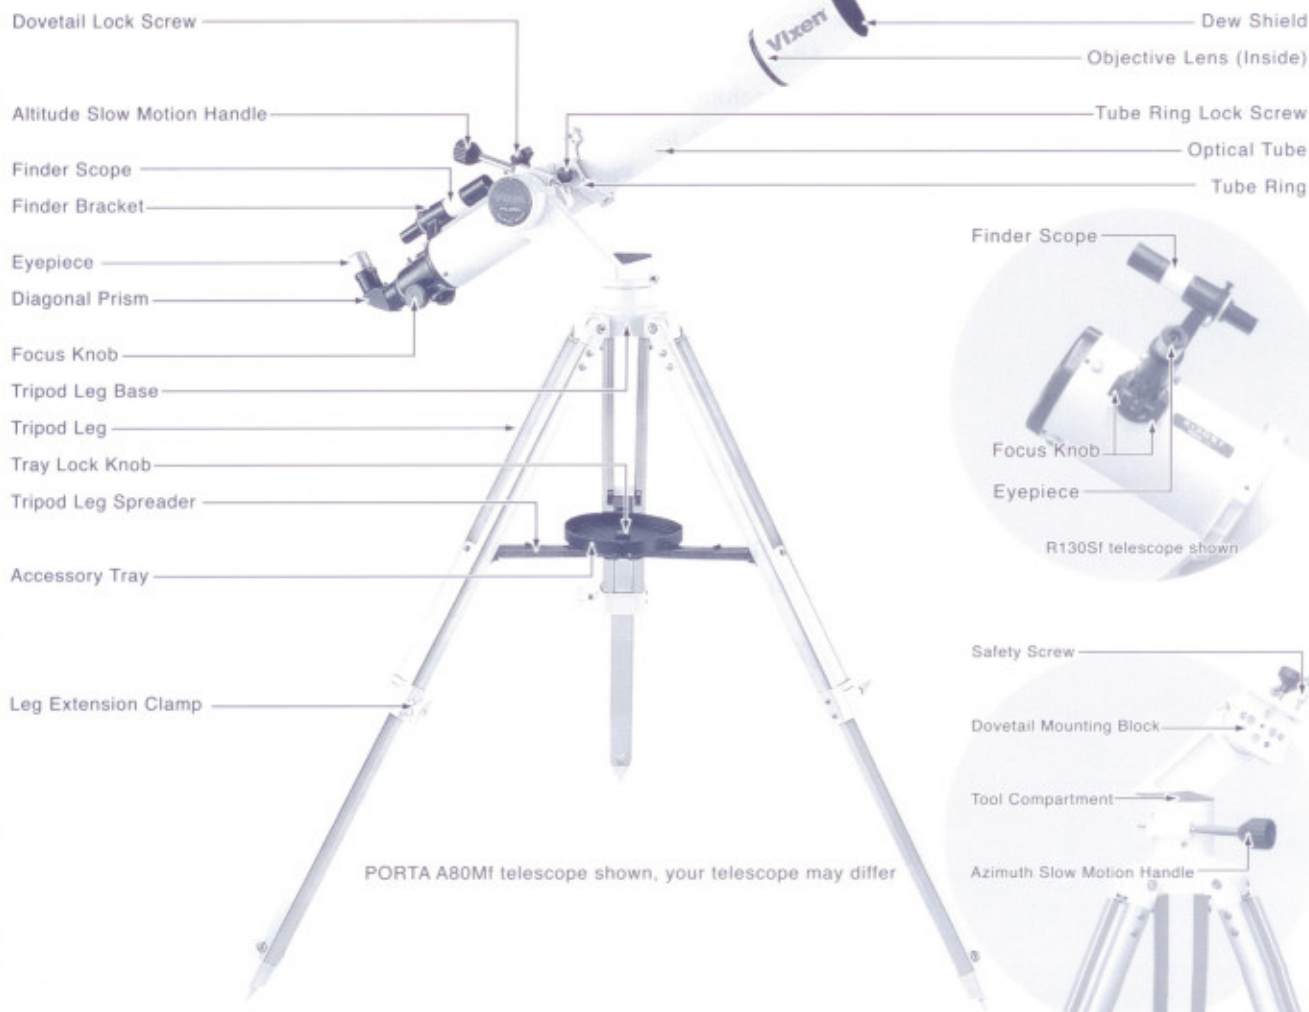 Dovetail Lock Screw
Altitude Slow Motion Handle
Finder Scope
Finder Bracket
Eyepiece
Diagonal Prism
Focus Knob
Tripod Leg Base
Tripod Leg
Tray Lock Knob
Tripod Leg Spreader
Accessory Tray
Leg Extension Clamp
Vixen
Vixen
Dew Shield
Objective Lens (Inside)
Tube Ring Lock Screw
Optical Tube
Tube Ring
Finder Scope
Focus Knob
Eyepiece
R130Sf telescope shown
Safety Screw
Dovetail Mounting Block
Tool Compartment
Azimuth Slow Motion Handle
PORTA A80Mf telescope shown, your telescope may differ